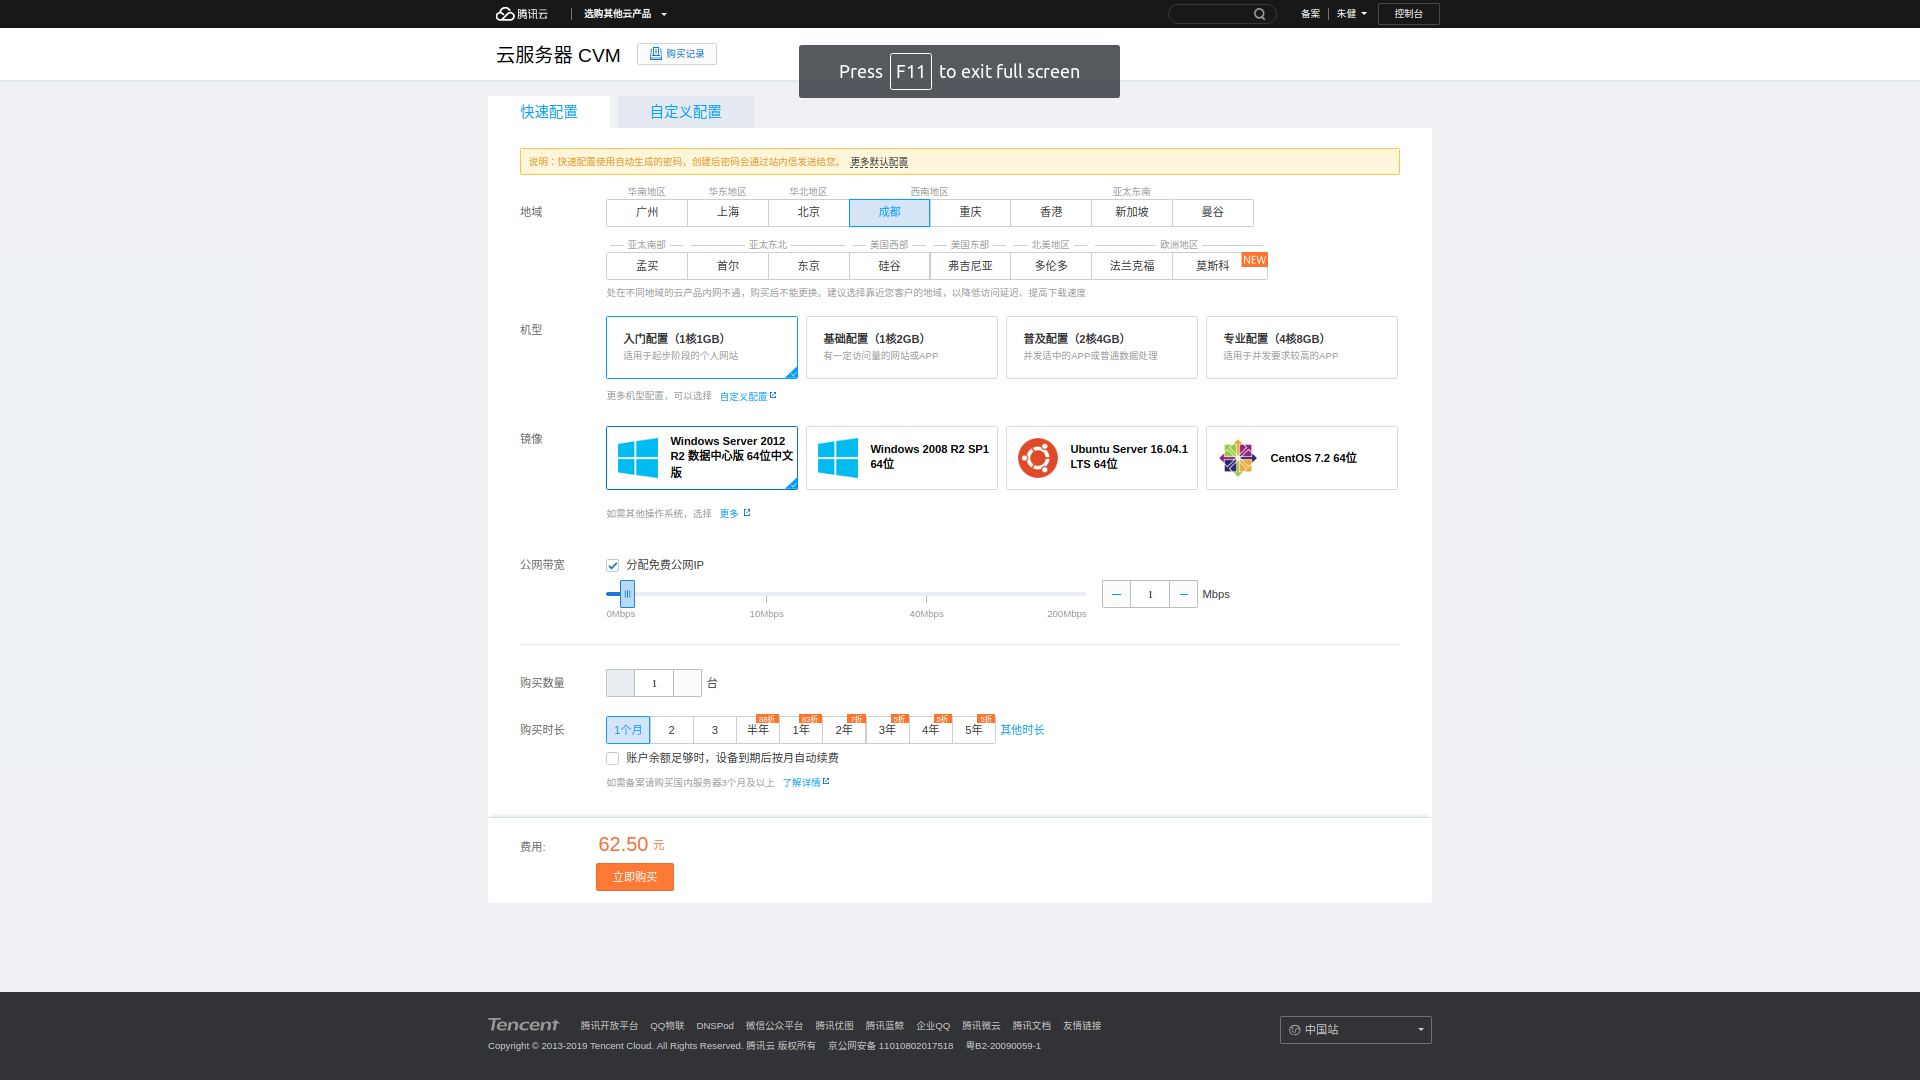 腾讯云 选购其他云产品 备案 朱健 控制台
云服务器 CVM 购买记录
Press F11 to exit full screen
快速配置 自定义配置
说明：快速配置使用自动生成的密码，创建后密码会通过站内信发送给您。 更多默认配置
华南地区 华东地区 华北地区 西南地区 亚太东南
地域 广州 上海 北京 成都 重庆 香港 新加坡 曼谷
亚太南部 亚太东北 美国西部 美国东部 北美地区 欧洲地区
孟买 首尔 东京 硅谷 弗吉尼亚 多伦多 法兰克福 莫斯科 NEW
处在不同地域的云产品内网不通，购买后不能更换。建议选择靠近您客户的地域，以降低访问延迟、提高下载速度
机型
入门配置（1核1GB） 基础配置（1核2GB） 普及配置（2核4GB） 专业配置（4核8GB）
适用于起步阶段的个人网站 有一定访问量的网站或APP 并发适中的APP或普通数据处理 适用于并发要求较高的APP
更多机型配置，可以选择 自定义配置
镜像
Windows Server 2012
R2 数据中心版 64位中文
版
Windows 2008 R2 SP1
64位
Ubuntu Server 16.04.1
LTS 64位
CentOS 7.2 64位
如需其他操作系统，选择 更多
公网带宽 分配免费公网IP
1 Mbps
0Mbps 10Mbps 40Mbps 200Mbps
购买数量 1 台
88折 83折 7折 5折 5折 5折
购买时长 1个月 2 3 半年 1年 2年 3年 4年 5年 其他时长
账户余额足够时，设备到期后按月自动续费
如需备案请购买国内服务器3个月及以上 了解详情
费用: 62.50 元
立即购买
Tencent 腾讯开放平台 QQ物联 DNSPod 微信公众平台 腾讯优图 腾讯蓝鲸 企业QQ 腾讯微云 腾讯文档 友情链接
中国站
Copyright © 2013-2019 Tencent Cloud. All Rights Reserved. 腾讯云 版权所有 京公网安备 11010802017518 粤B2-20090059-1